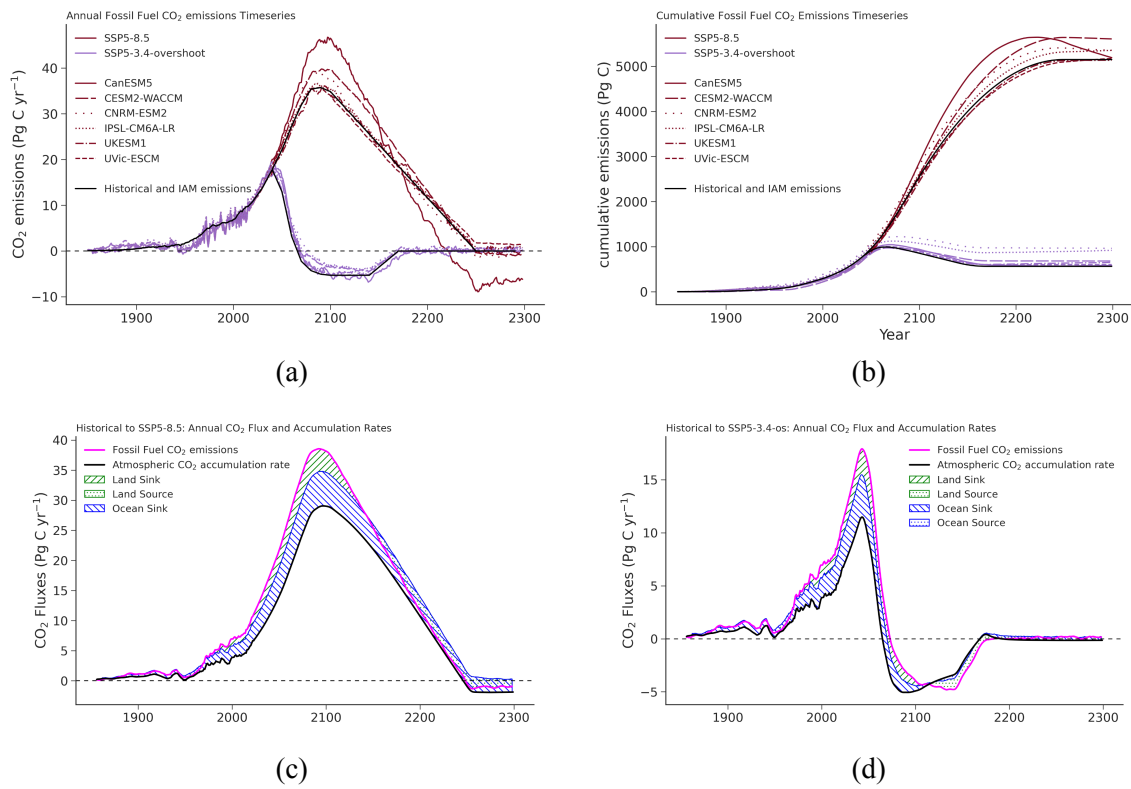 Annual Fossil Fuel CO₂ emissions Timeseries
SSP5-8.5
SSP5-3.4-overshoot
CanESM5
CESM2-WACCM
CNRM-ESM2
IPSL-CM6A-LR
UKESM1
UVic-ESCM
Historical and IAM emissions
CO₂ emissions (Pg C yr⁻¹)
40
30
20
10
0
−10
1900
2000
2100
2200
2300
(a)
Cumulative Fossil Fuel CO₂ Emissions Timeseries
SSP5-8.5
SSP5-3.4-overshoot
CanESM5
CESM2-WACCM
CNRM-ESM2
IPSL-CM6A-LR
UKESM1
UVic-ESCM
Historical and IAM emissions
cumulative emissions (Pg C)
5000
4000
3000
2000
1000
0
1900
2000
2100
2200
2300
Year
(b)
Historical to SSP5-8.5: Annual CO₂ Flux and Accumulation Rates
Fossil Fuel CO₂ emissions
Atmospheric CO₂ accumulation rate
Land Sink
Land Source
Ocean Sink
CO₂ Fluxes (Pg C yr⁻¹)
40
35
30
25
20
15
10
5
0
1900
2000
2100
2200
2300
(c)
Historical to SSP5-3.4-os: Annual CO₂ Flux and Accumulation Rates
Fossil Fuel CO₂ emissions
Atmospheric CO₂ accumulation rate
Land Sink
Land Source
Ocean Sink
Ocean Source
CO₂ Fluxes (Pg C yr⁻¹)
15
10
5
0
−5
1900
2000
2100
2200
2300
(d)